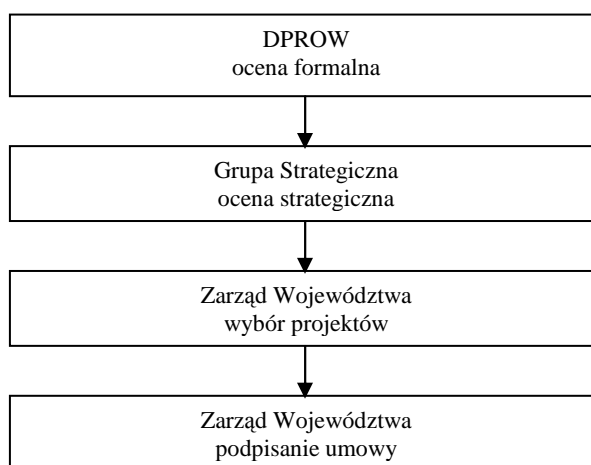 DPROW
ocena formalna
Grupa Strategiczna
ocena strategiczna
Zarząd Województwa
wybór projektów
Zarząd Województwa
podpisanie umowy